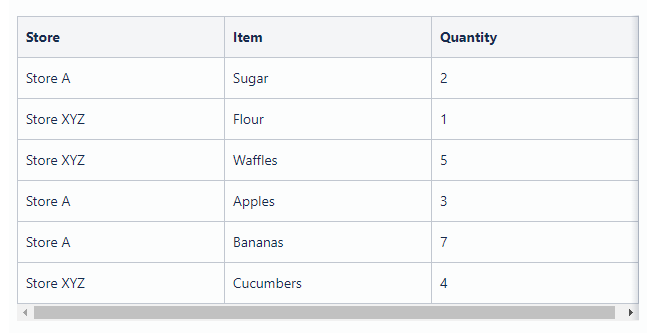 Store Item Quantity
Store A Sugar 2
Store XYZ Flour 1
Store XYZ Waffles 5
Store A Apples 3
Store A Bananas 7
Store XYZ Cucumbers 4